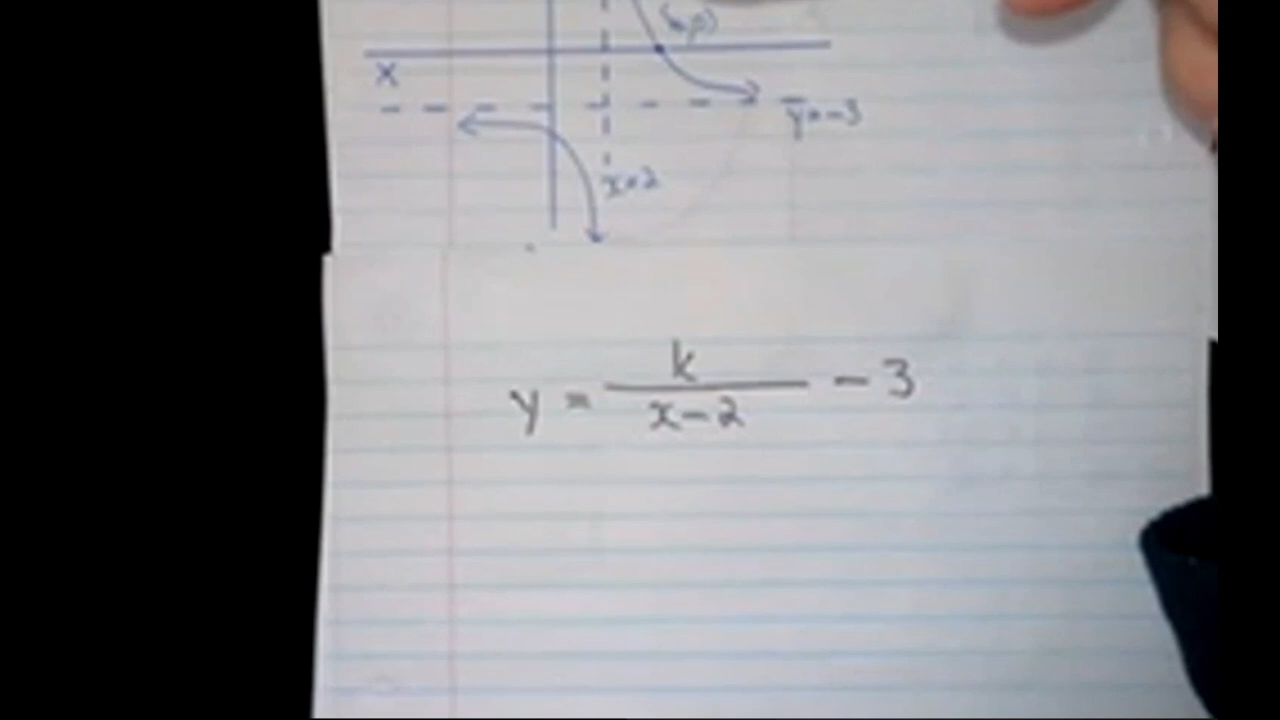 x
y=-3
x=2
y = k/(x-2) - 3